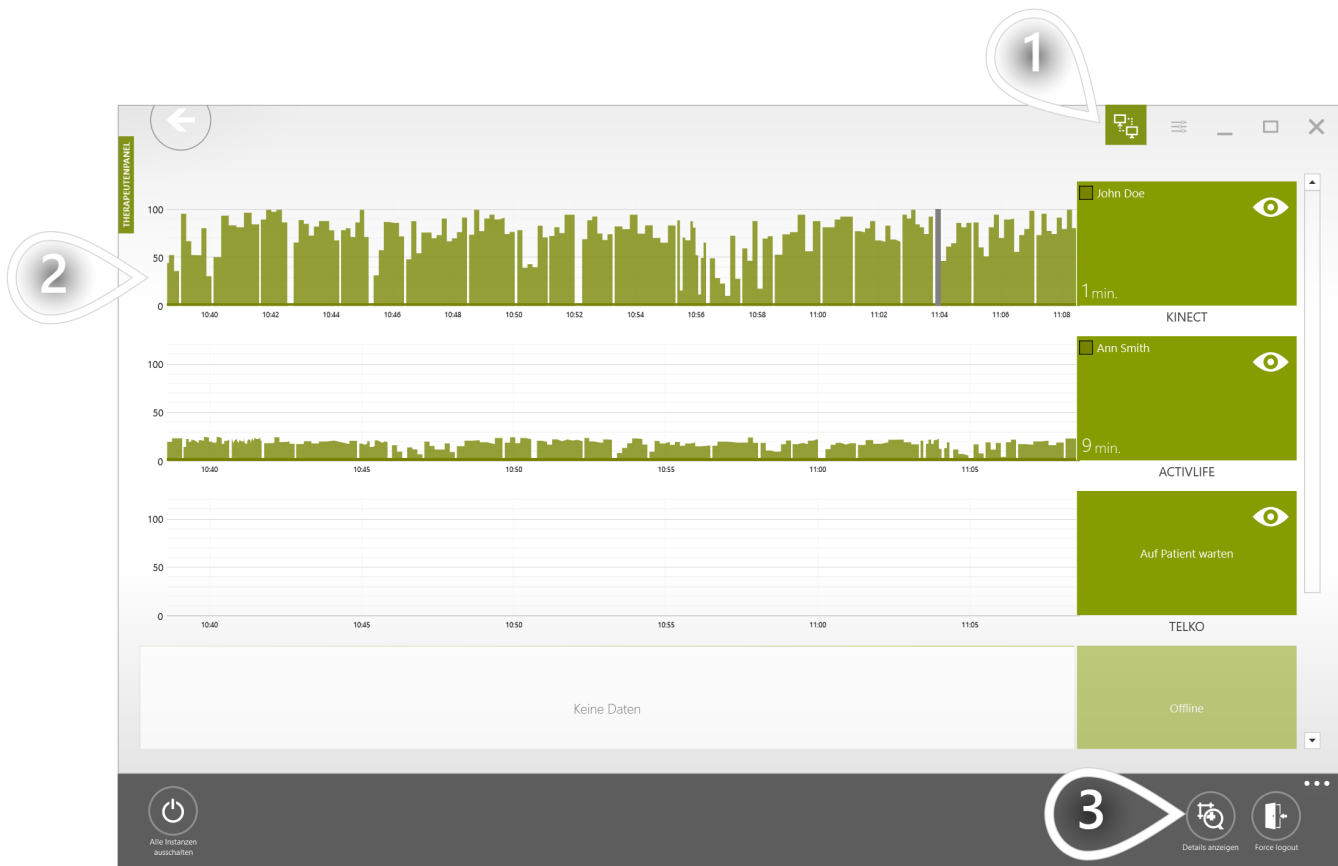 1
THERAPEUTENPANEL
100
50
0
10:40 10:42 10:44 10:46 10:48 10:50 10:52 10:54 10:56 10:58 11:00 11:02 11:04 11:06 11:08
John Doe
1 min.
KINECT
2
100
50
0
10:40 10:45 10:50 10:55 11:00 11:05
Ann Smith
9 min.
ACTIVLIFE
100
50
0
10:40 10:45 10:50 10:55 11:00 11:05
Auf Patient warten
TELKO
Keine Daten
Offline
Alle Instanzen
ausschalten
3
Details anzeigen
Force logout